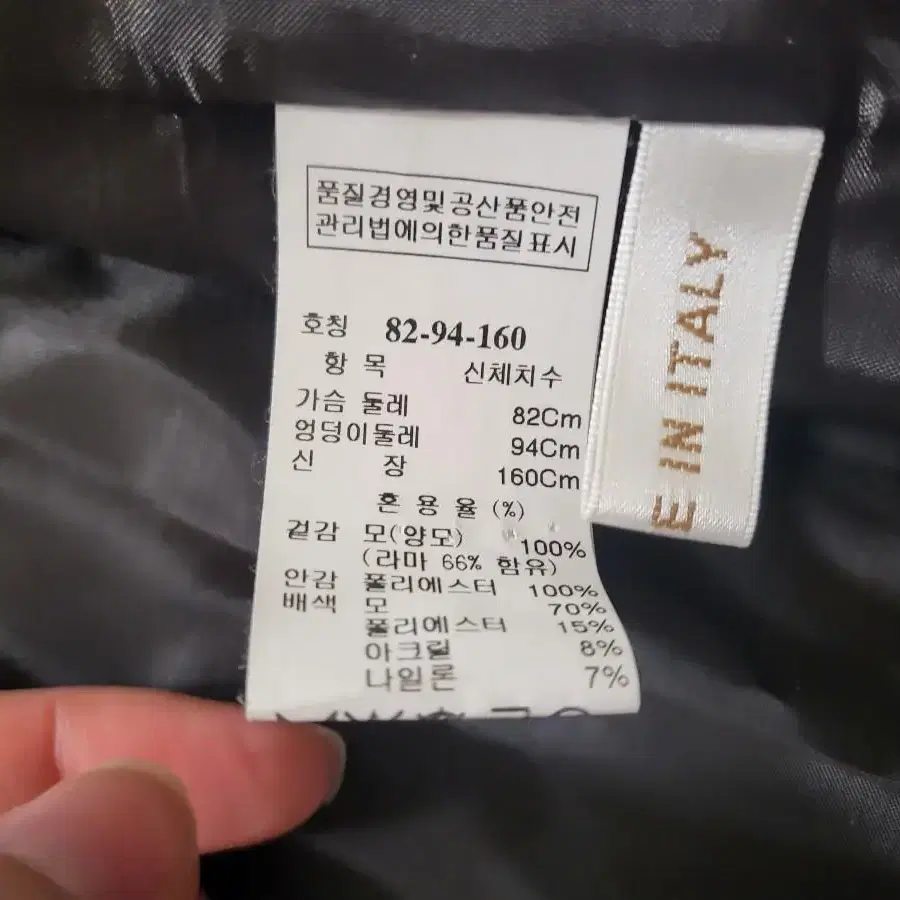 품질경영및공산품안전
관리법에의한품질표시
호칭 82-94-160
항 목 신체치수
가슴 둘레 82Cm
엉덩이둘레 94Cm
신 장 160Cm
혼 용 율 (%)
겉감 모(양모) 100%
(라마 66% 함유)
안감 폴리에스터 100%
배색 모 70%
폴리에스터 15%
아크릴 8%
나일론 7%
E IN ITALY